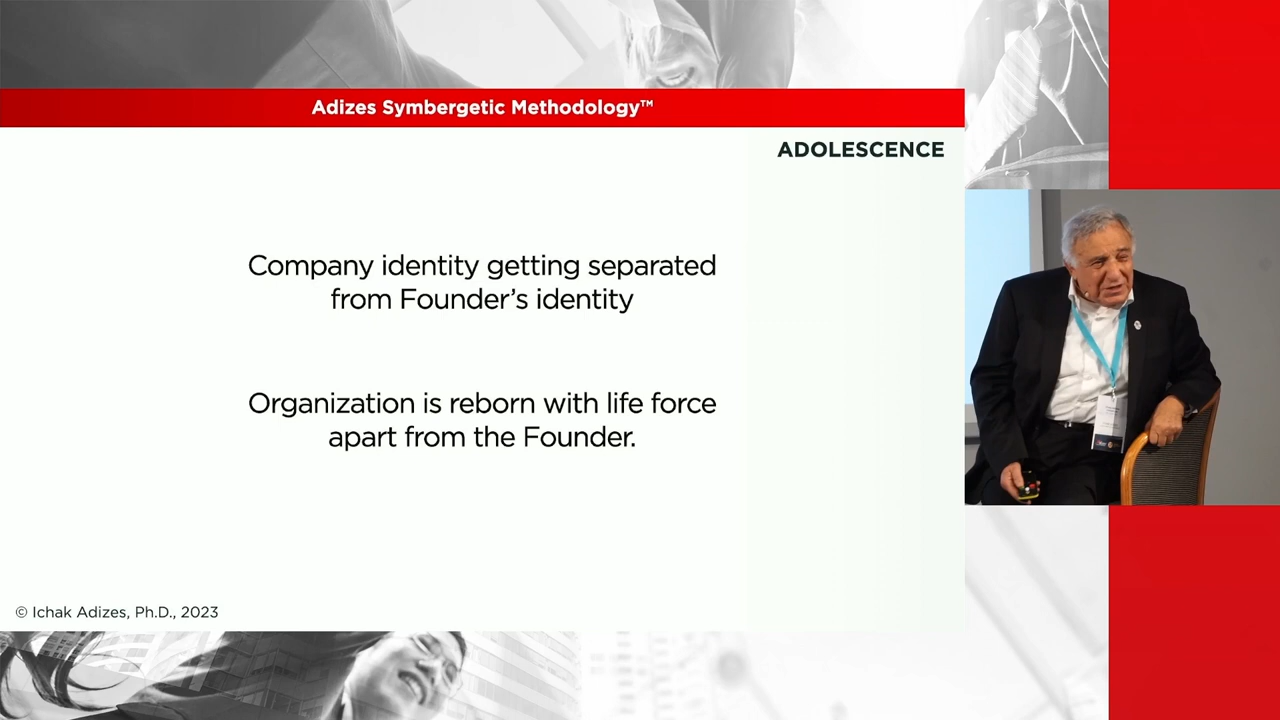 Adizes Symbergetic Methodology™
ADOLESCENCE
Company identity getting separated
from Founder’s identity
Organization is reborn with life force
apart from the Founder.
© Ichak Adizes, Ph.D., 2023